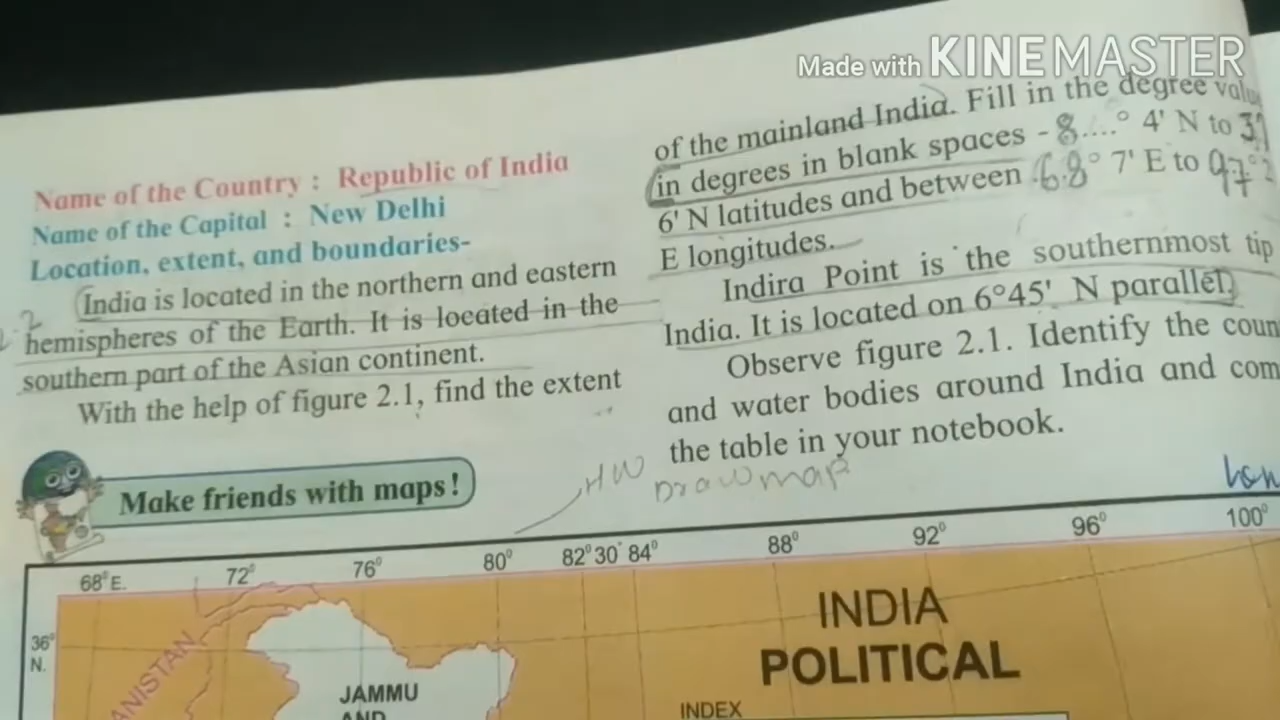 Made with KINEMASTER
Name of the Country : Republic of India
Name of the Capital : New Delhi
Location, extent, and boundaries-
India is located in the northern and eastern
hemispheres of the Earth. It is located in the
southern part of the Asian continent.
With the help of figure 2.1, find the extent
of the mainland India. Fill in the degree
in degrees in blank spaces - 8....° 4' N to 37
6' N latitudes and between 68° 7' E to 97°
E longitudes.
Indira Point is the southernmost tip
India. It is located on 6°45' N parallel.
Observe figure 2.1. Identify the
and water bodies around India and
the table in your notebook.
HW
Draw map
Make friends with maps!
68° E. 72° 76° 80° 82° 30' 84° 88° 92° 96° 100°
36°
N.
INDIA
POLITICAL
JAMMU
AND
INDEX